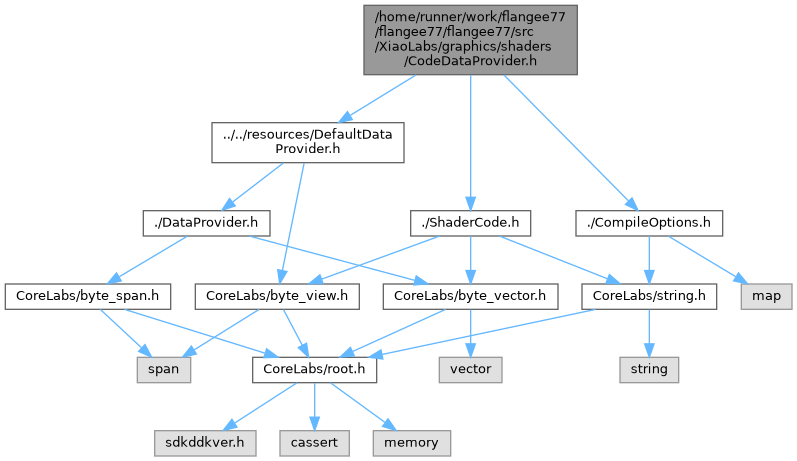 /home/runner/work/flangee77
/flangee77/flangee77/src
/XiaoLabs/graphics/shaders
/CodeDataProvider.h
../../resources/DefaultData
Provider.h
./DataProvider.h
./ShaderCode.h
./CompileOptions.h
CoreLabs/byte_span.h
CoreLabs/byte_view.h
CoreLabs/byte_vector.h
CoreLabs/string.h
map
span
CoreLabs/root.h
vector
string
sdkddkver.h
cassert
memory